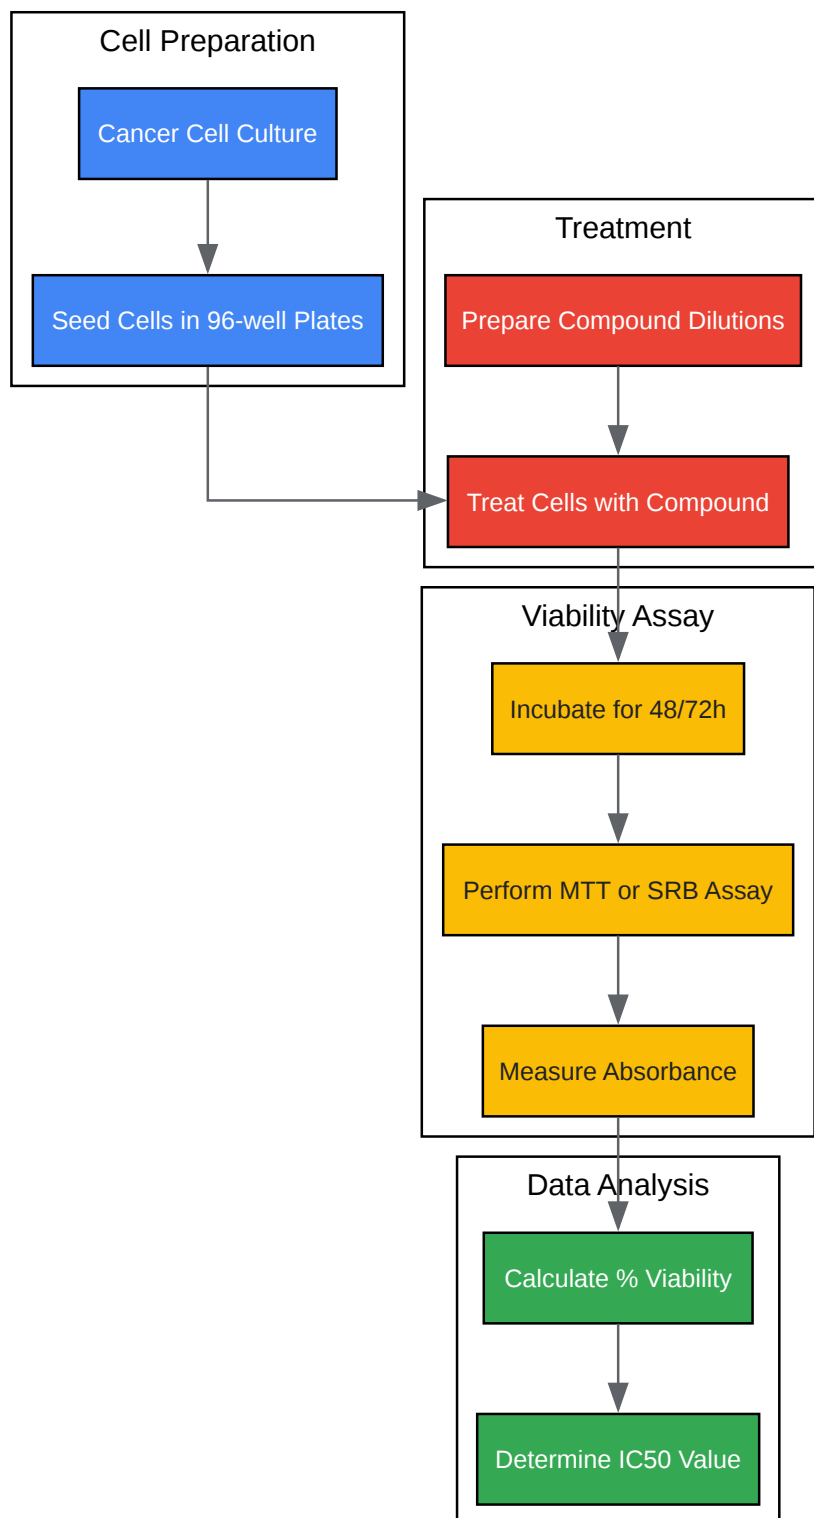 Cell Preparation
Cancer Cell Culture
Seed Cells in 96-well Plates
Treatment
Prepare Compound Dilutions
Treat Cells with Compound
Viability Assay
Incubate for 48/72h
Perform MTT or SRB Assay
Measure Absorbance
Data Analysis
Calculate % Viability
Determine IC50 Value